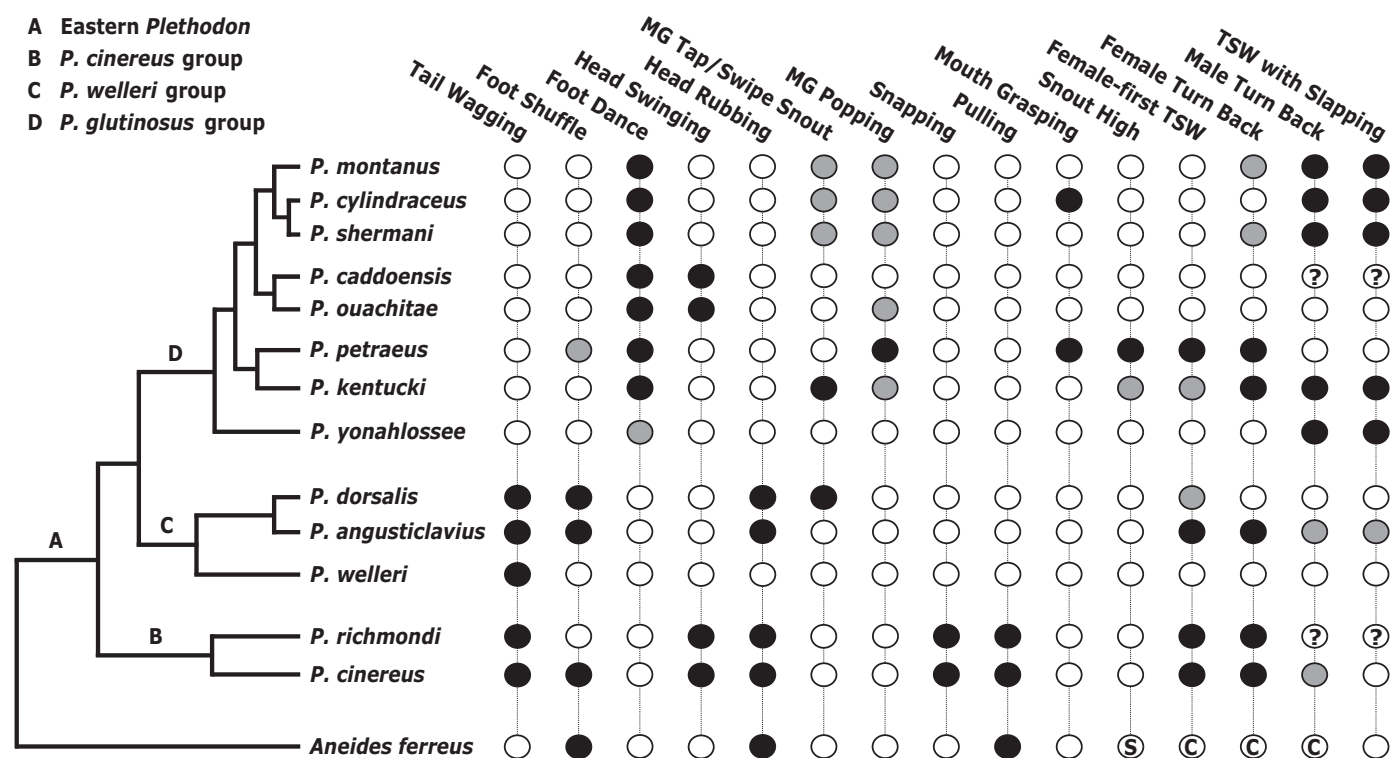 A Eastern Plethodon
B P. cinereus group
C P. welleri group
D P. glutinosus group
Tail Wagging
Foot Shuffle
Foot Dance
Head Swinging
Head Rubbing
MG Tap/Swipe Snout
MG Popping
Snapping
Pulling
Mouth Grasping
Snout High
Female-first TSW
Female Turn Back
Male Turn Back
TSW with Slapping
P. montanus
P. cylindraceus
P. shermani
P. caddoensis ? ?
P. ouachitae
D P. petraeus
P. kentucki
P. yonahlossee
P. dorsalis
C P. angusticlavius
A
P. welleri
B P. richmondi ? ?
P. cinereus
Aneides ferreus S C C C